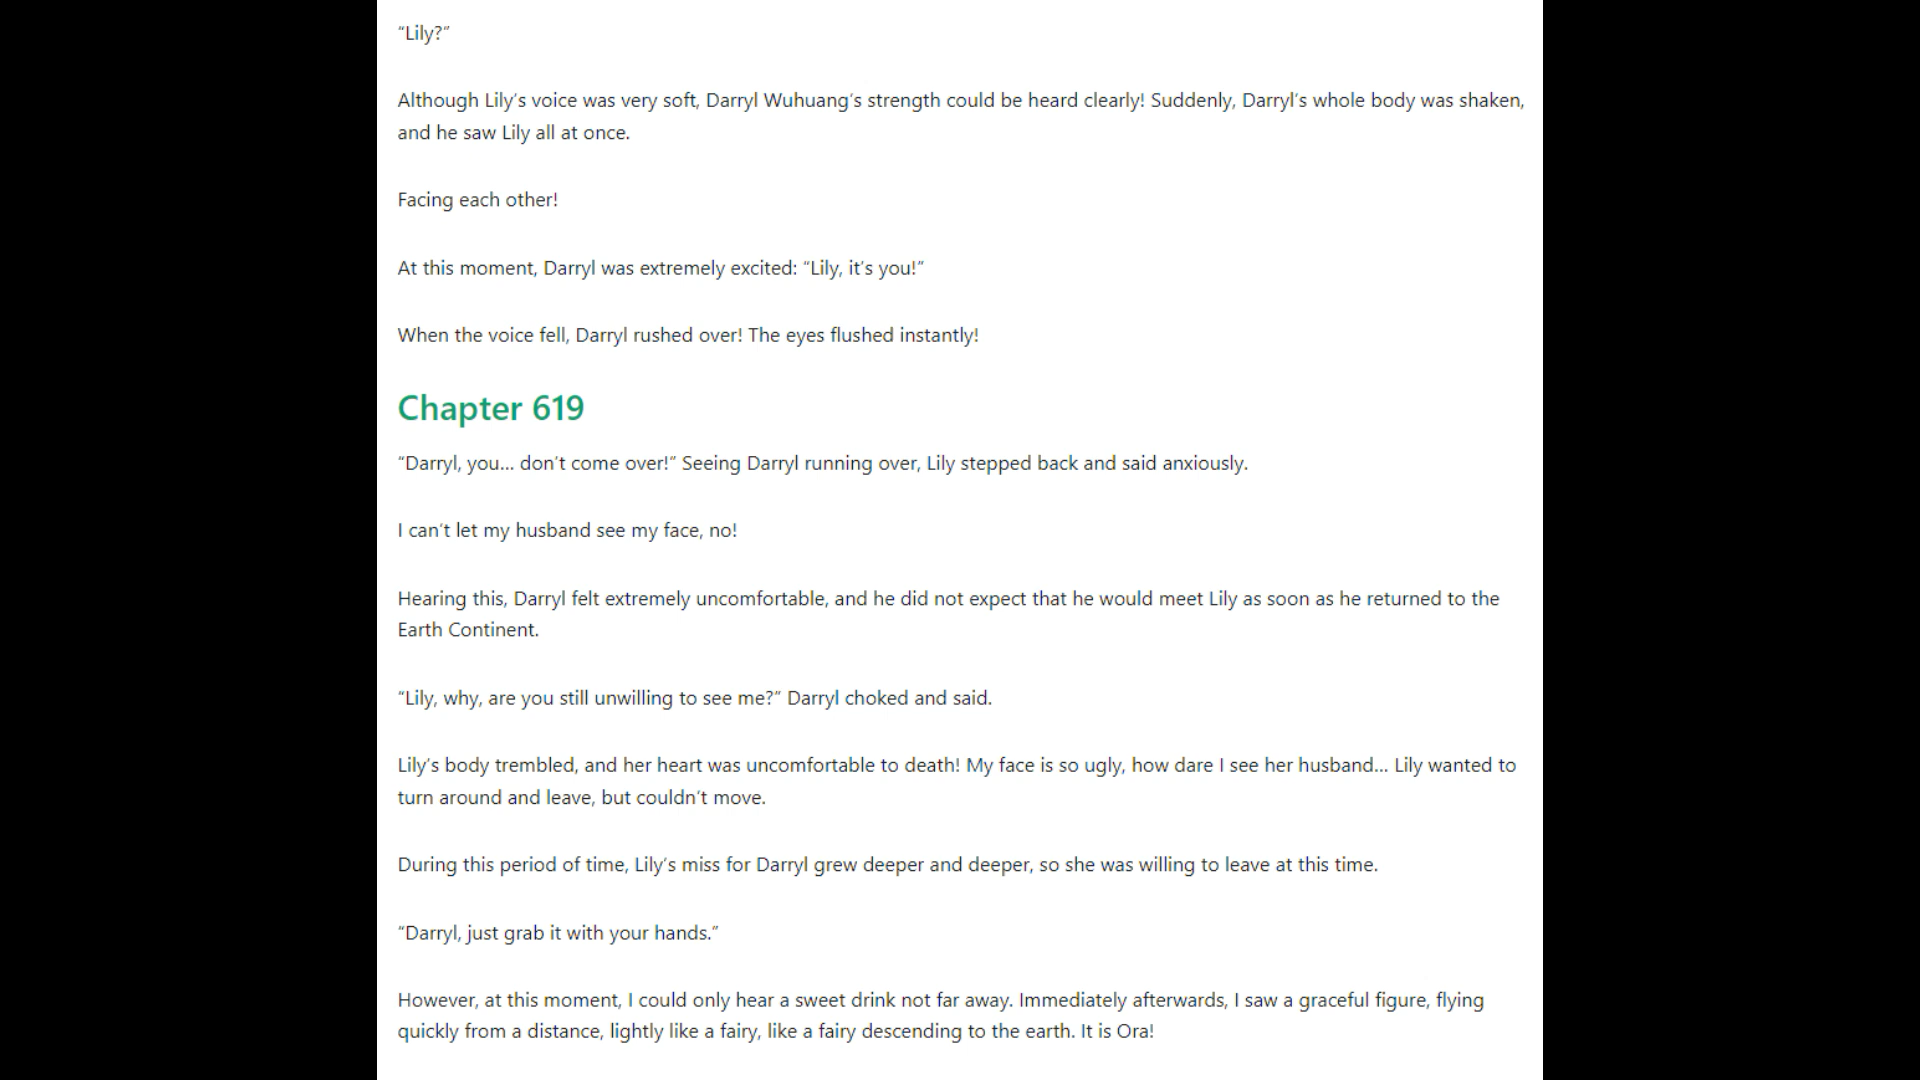 “Lily?”
Although Lily’s voice was very soft, Darryl Wuhuang’s strength could be heard clearly! Suddenly, Darryl’s whole body was shaken,
and he saw Lily all at once.
Facing each other!
At this moment, Darryl was extremely excited: “Lily, it’s you!”
When the voice fell, Darryl rushed over! The eyes flushed instantly!
Chapter 619
“Darryl, you… don’t come over!” Seeing Darryl running over, Lily stepped back and said anxiously.
I can’t let my husband see my face, no!
Hearing this, Darryl felt extremely uncomfortable, and he did not expect that he would meet Lily as soon as he returned to the
Earth Continent.
“Lily, why, are you still unwilling to see me?” Darryl choked and said.
Lily’s body trembled, and her heart was uncomfortable to death! My face is so ugly, how dare I see her husband… Lily wanted to
turn around and leave, but couldn’t move.
During this period of time, Lily’s miss for Darryl grew deeper and deeper, so she was willing to leave at this time.
“Darryl, just grab it with your hands.”
However, at this moment, I could only hear a sweet drink not far away. Immediately afterwards, I saw a graceful figure, flying
quickly from a distance, lightly like a fairy, like a fairy descending to the earth. It is Ora!